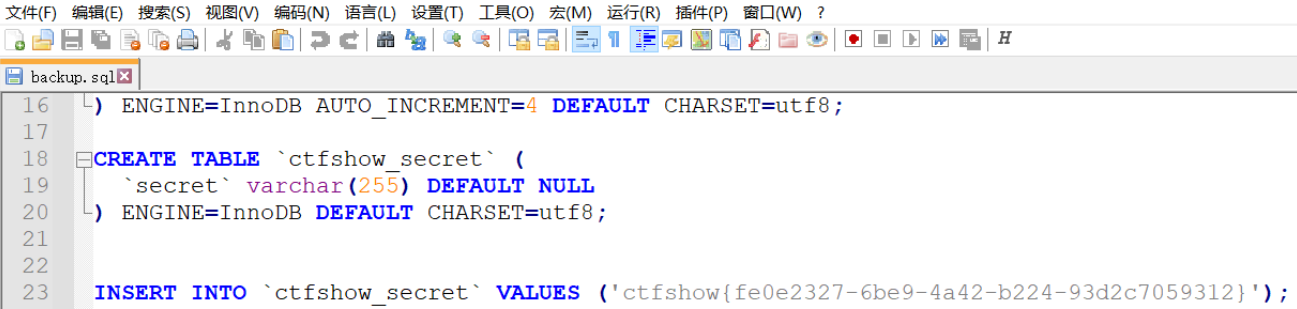 文件(F) 编辑(E) 搜索(S) 视图(V) 编码(N) 语言(L) 设置(T) 工具(O) 宏(M) 运行(R) 插件(P) 窗口(W) ?
H
backup.sql
16 ) ENGINE=InnoDB AUTO_INCREMENT=4 DEFAULT CHARSET=utf8;
17
18 CREATE TABLE `ctfshow_secret` (
19 `secret` varchar(255) DEFAULT NULL
20 ) ENGINE=InnoDB DEFAULT CHARSET=utf8;
21
22
23 INSERT INTO `ctfshow_secret` VALUES ('ctfshow{fe0e2327-6be9-4a42-b224-93d2c7059312}');